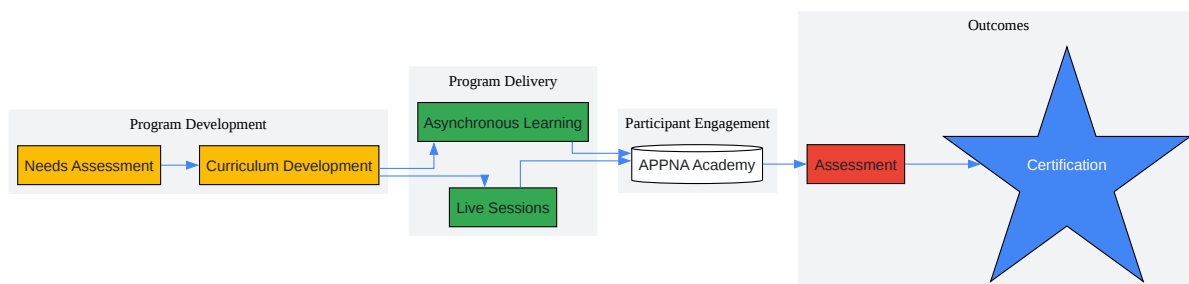 Program Development
Needs Assessment
Curriculum Development
Program Delivery
Asynchronous Learning
Live Sessions
Participant Engagement
APPNA Academy
Outcomes
Assessment
Certification